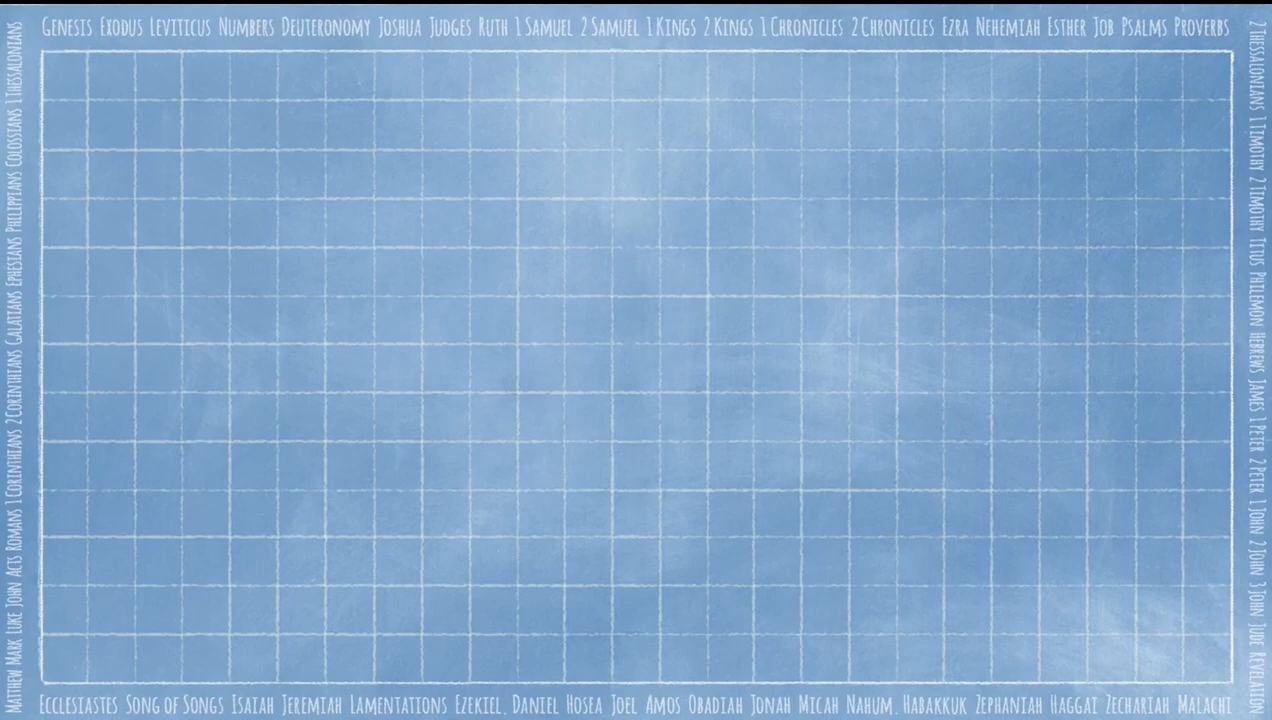 Genesis Exodus Leviticus Numbers Deuteronomy Joshua Judges Ruth 1 Samuel 2 Samuel 1 Kings 2 Kings 1 Chronicles 2 Chronicles Ezra Nehemiah Esther Job Psalms Proverbs
Ecclesiastes Song of Songs Isaiah Jeremiah Lamentations Ezekiel. Daniel Hosea Joel Amos Obadiah Jonah Micah Nahum. Habakkuk Zephaniah Haggai Zechariah Malachi
Matthew Mark Luke John Acts Romans 1 Corinthians 2 Corinthians Galatians Ephesians Philippians Colossians 1 Thessalonians
2 Thessalonians 1 Timothy 2 Timothy Titus Philemon Hebrews James 1 Peter 2 Peter 1 John 2 John 3 John Jude Revelation